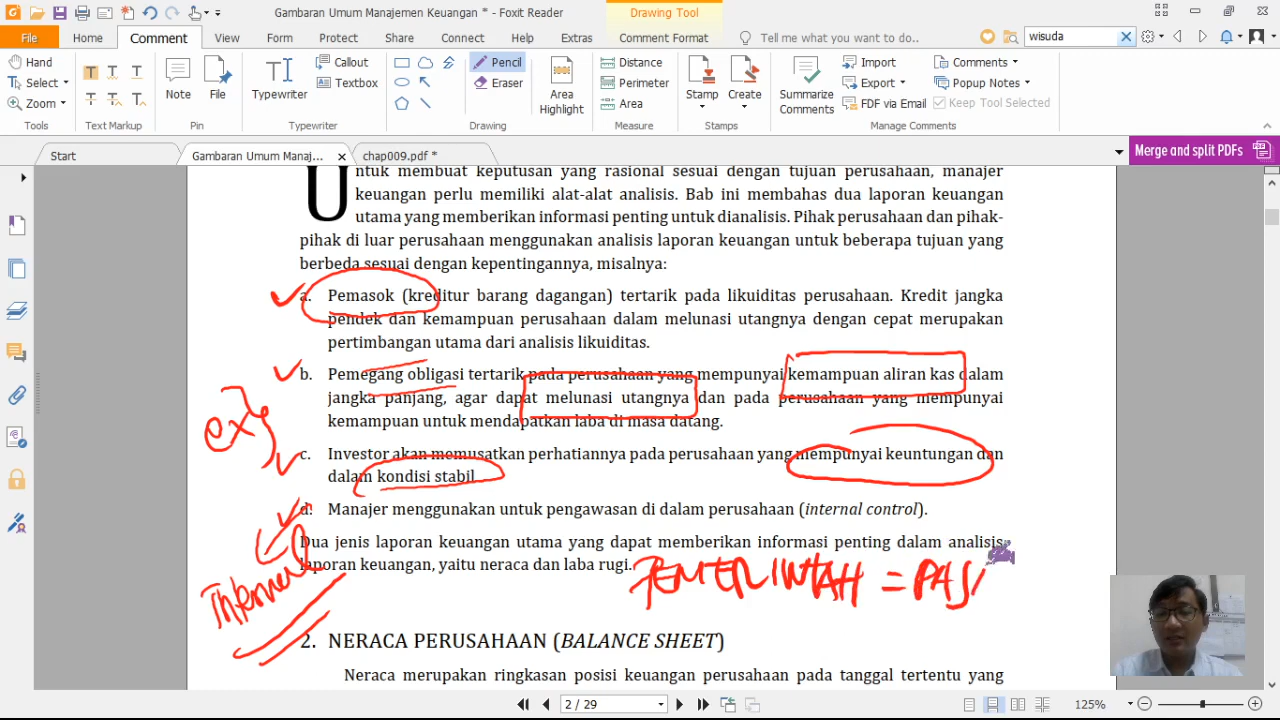 Gambaran Umum Manajemen Keuangan * - Foxit Reader
Drawing Tool
File Home Comment View Form Protect Share Connect Help Extras Comment Format Tell me what you want to do... wisuda
Hand
Select
Zoom
Tools
T T T
T T T
Text Markup
Note File
Pin
Typewriter
Callout
Textbox
Typewriter
Pencil
Eraser
Drawing
Area Highlight
Distance
Perimeter
Area
Measure
Stamp Create
Stamps
Summarize Comments
Import
Export
FDF via Email
Comments
Popup Notes
Keep Tool Selected
Manage Comments
Start Gambaran Umum Manaj... chap009.pdf * Merge and split PDFs
Untuk membuat keputusan yang rasional sesuai dengan tujuan perusahaan, manajer
keuangan perlu memiliki alat-alat analisis. Bab ini membahas dua laporan keuangan
utama yang memberikan informasi penting untuk dianalisis. Pihak perusahaan dan pihak-
pihak di luar perusahaan menggunakan analisis laporan keuangan untuk beberapa tujuan yang
berbeda sesuai dengan kepentingannya, misalnya:
a. Pemasok (kreditur barang dagangan) tertarik pada likuiditas perusahaan. Kredit jangka
pendek dan kemampuan perusahaan dalam melunasi utangnya dengan cepat merupakan
pertimbangan utama dari analisis likuiditas.
b. Pemegang obligasi tertarik pada perusahaan yang mempunyai kemampuan aliran kas dalam
jangka panjang, agar dapat melunasi utangnya dan pada perusahaan yang mempunyai
kemampuan untuk mendapatkan laba di masa datang.
ex
c. Investor akan memusatkan perhatiannya pada perusahaan yang mempunyai keuntungan dan
dalam kondisi stabil
d. Manajer menggunakan untuk pengawasan di dalam perusahaan (internal control).
Dua jenis laporan keuangan utama yang dapat memberikan informasi penting dalam analisis
laporan keuangan, yaitu neraca dan laba rugi.
PEMERINTAH = PASI
Internal
2. NERACA PERUSAHAAN (BALANCE SHEET)
Neraca merupakan ringkasan posisi keuangan perusahaan pada tanggal tertentu yang
2 / 29 125%